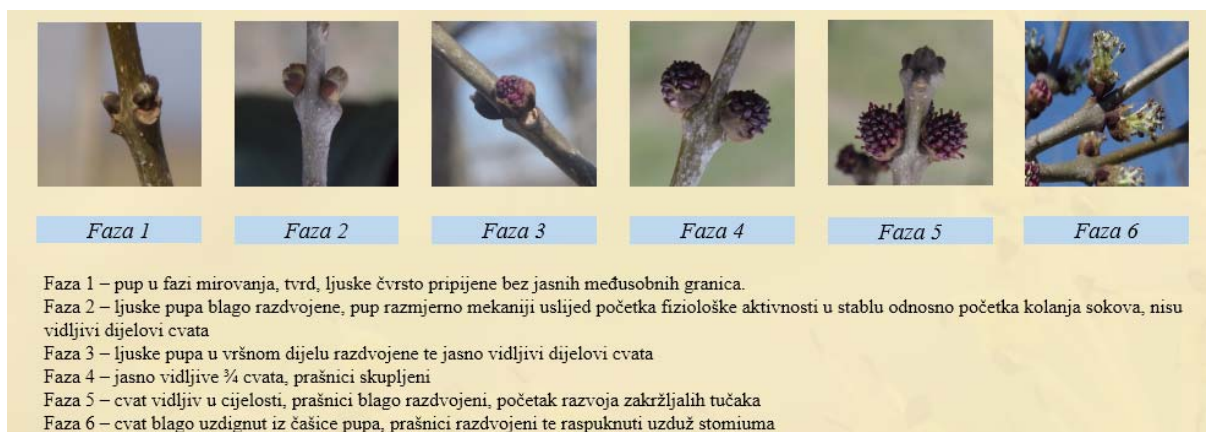 Faza 1 Faza 2 Faza 3 Faza 4 Faza 5 Faza 6
Faza 1 – pup u fazi mirovanja, tvrd, ljuske čvrsto pripijene bez jasnih međusobnih granica.
Faza 2 – ljuske pupa blago razdvojene, pup razmjerno mekaniji uslijed početka fiziološke aktivnosti u stablu odnosno početka kolanja sokova, nisu
vidljivi dijelovi cvata
Faza 3 – ljuske pupa u vršnom dijelu razdvojene te jasno vidljivi dijelovi cvata
Faza 4 – jasno vidljive ¾ cvata, prašnici skupljeni
Faza 5 – cvat vidljiv u cijelosti, prašnici blago razdvojeni, početak razvoja zakržljalih tučaka
Faza 6 – cvat blago uzdignut iz čašice pupa, prašnici razdvojeni te raspuknuti uzduž stomiuma